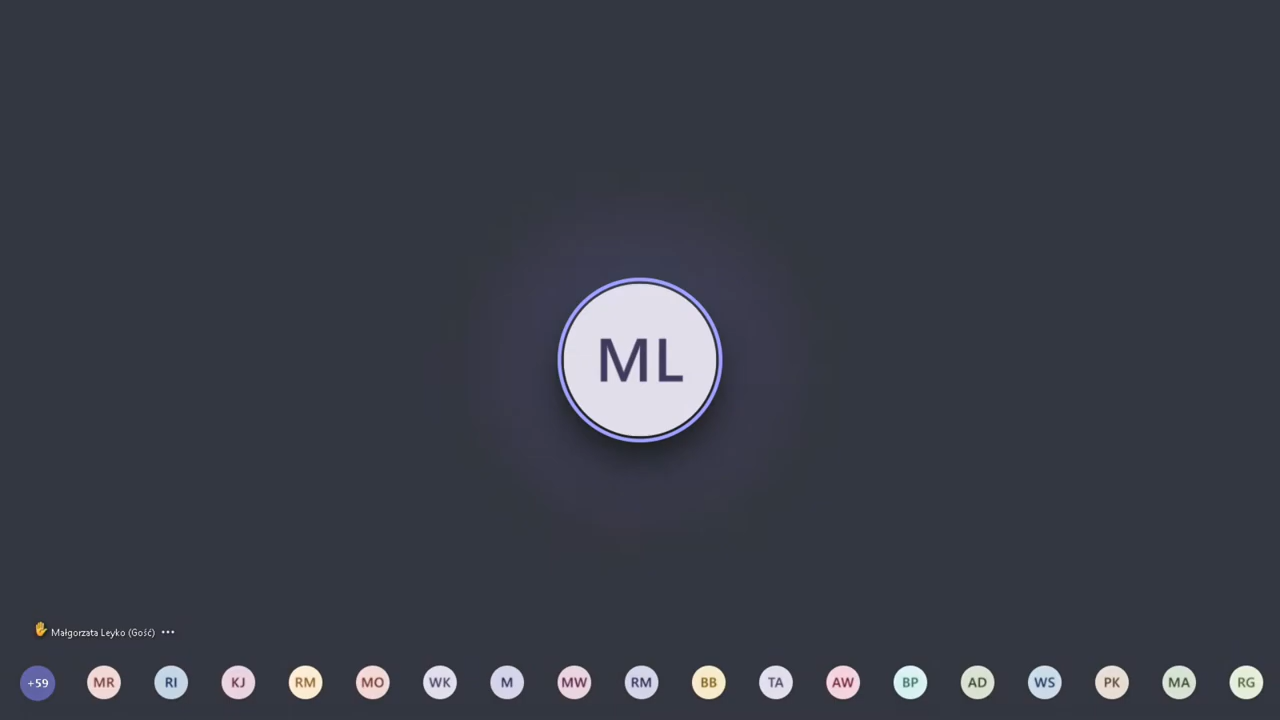 ML
Małgorzata Leyko (Gość) •••
+59 MR RI KJ RM MO WK M MW RM BB TA AW BP AD WS PK MA RG